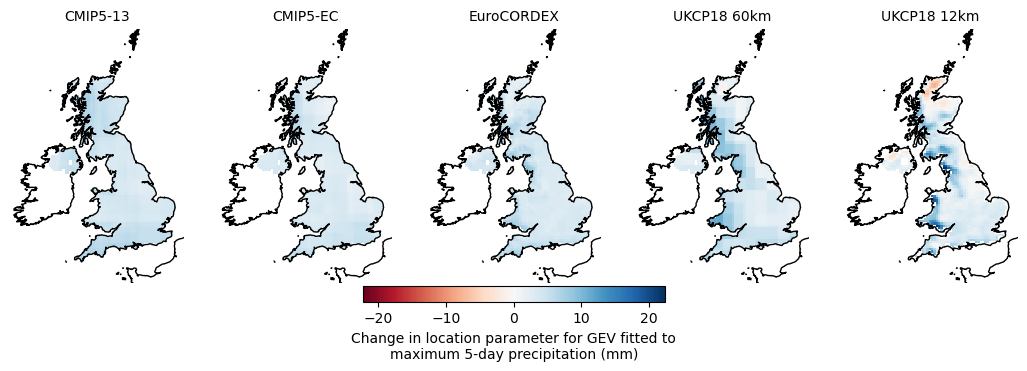 CMIP5-13
CMIP5-EC
EuroCORDEX
UKCP18 60km
UKCP18 12km
−20
−10
0
10
20
Change in location parameter for GEV fitted to
maximum 5-day precipitation (mm)